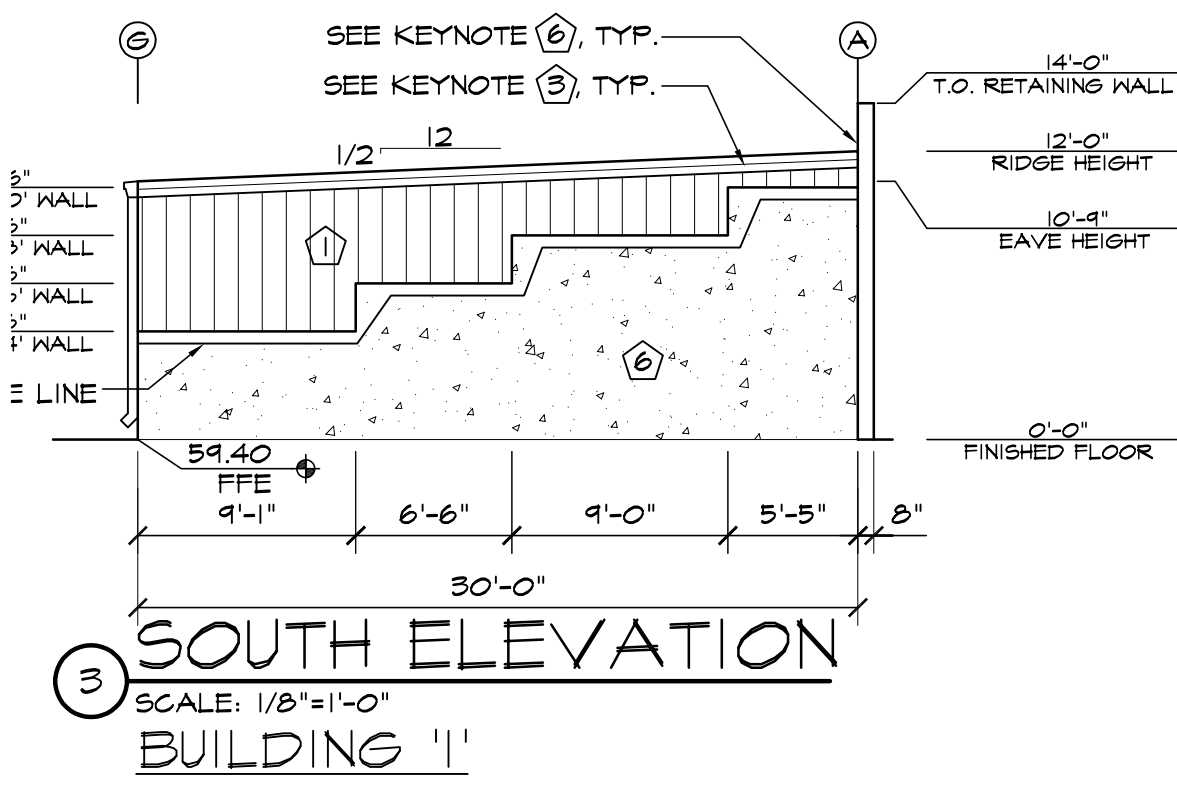 G
SEE KEYNOTE 6, TYP.
A
SEE KEYNOTE 3, TYP.
14'-0"
T.O. RETAINING WALL
12
1/2
12'-0"
RIDGE HEIGHT
WALL
10'-9"
EAVE HEIGHT
1
WALL
WALL
WALL
6
E LINE
0'-0"
FINISHED FLOOR
59.40
FFE
9'-1"
6'-6"
9'-0"
5'-5"
8"
30'-0"
3
SOUTH ELEVATION
SCALE: 1/8"=1'-0"
BUILDING '1'